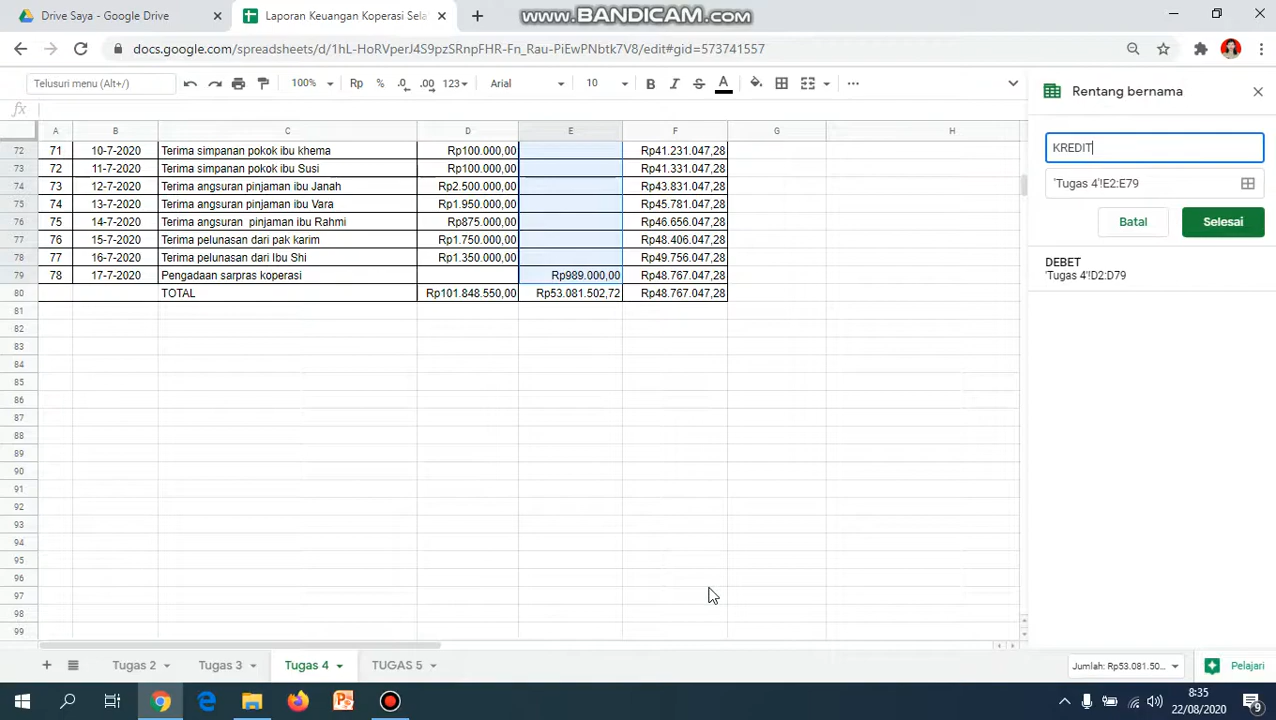 Drive Saya - Google Drive
Laporan Keuangan Koperasi Sela
www.BANDICAM.com
docs.google.com/spreadsheets/d/1hL-HoRVperJ4S9pzSRnpFHR-Fn_Rau-PiEwPNbtk7V8/edit#gid=573741557
Telusuri menu (Alt+/)
100%
Rp
%
.0
.00
123
Arial
10
B
I
S
A
Rentang bernama
fx
KREDIT
'Tugas 4'!E2:E79
Batal
Selesai
DEBET
'Tugas 4'!D2:D79
A B C D E F G H
72 71 10-7-2020 Terima simpanan pokok ibu khema Rp100.000,00 Rp41.231.047,28
73 72 11-7-2020 Terima simpanan pokok ibu Susi Rp100.000,00 Rp41.331.047,28
74 73 12-7-2020 Terima angsuran pinjaman ibu Janah Rp2.500.000,00 Rp43.831.047,28
75 74 13-7-2020 Terima angsuran pinjaman ibu Vara Rp1.950.000,00 Rp45.781.047,28
76 75 14-7-2020 Terima angsuran pinjaman ibu Rahmi Rp875.000,00 Rp46.656.047,28
77 76 15-7-2020 Terima pelunasan dari pak karim Rp1.750.000,00 Rp48.406.047,28
78 77 16-7-2020 Terima pelunasan dari Ibu Shi Rp1.350.000,00 Rp49.756.047,28
79 78 17-7-2020 Pengadaan sarpras koperasi Rp989.000,00 Rp48.767.047,28
80 TOTAL Rp101.848.550,00 Rp53.081.502,72 Rp48.767.047,28
81
82
83
84
85
86
87
88
89
90
91
92
93
94
95
96
97
98
99
Tugas 2
Tugas 3
Tugas 4
TUGAS 5
Jumlah: Rp53.081.50...
Pelajari
8:35
22/08/2020
9